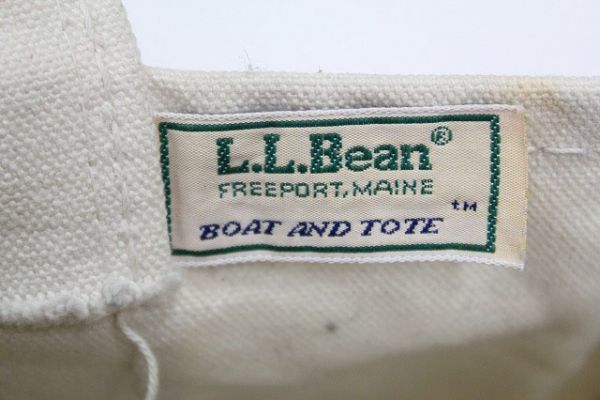 L.L.Bean®
FREEPORT, MAINE
BOAT AND TOTE ™